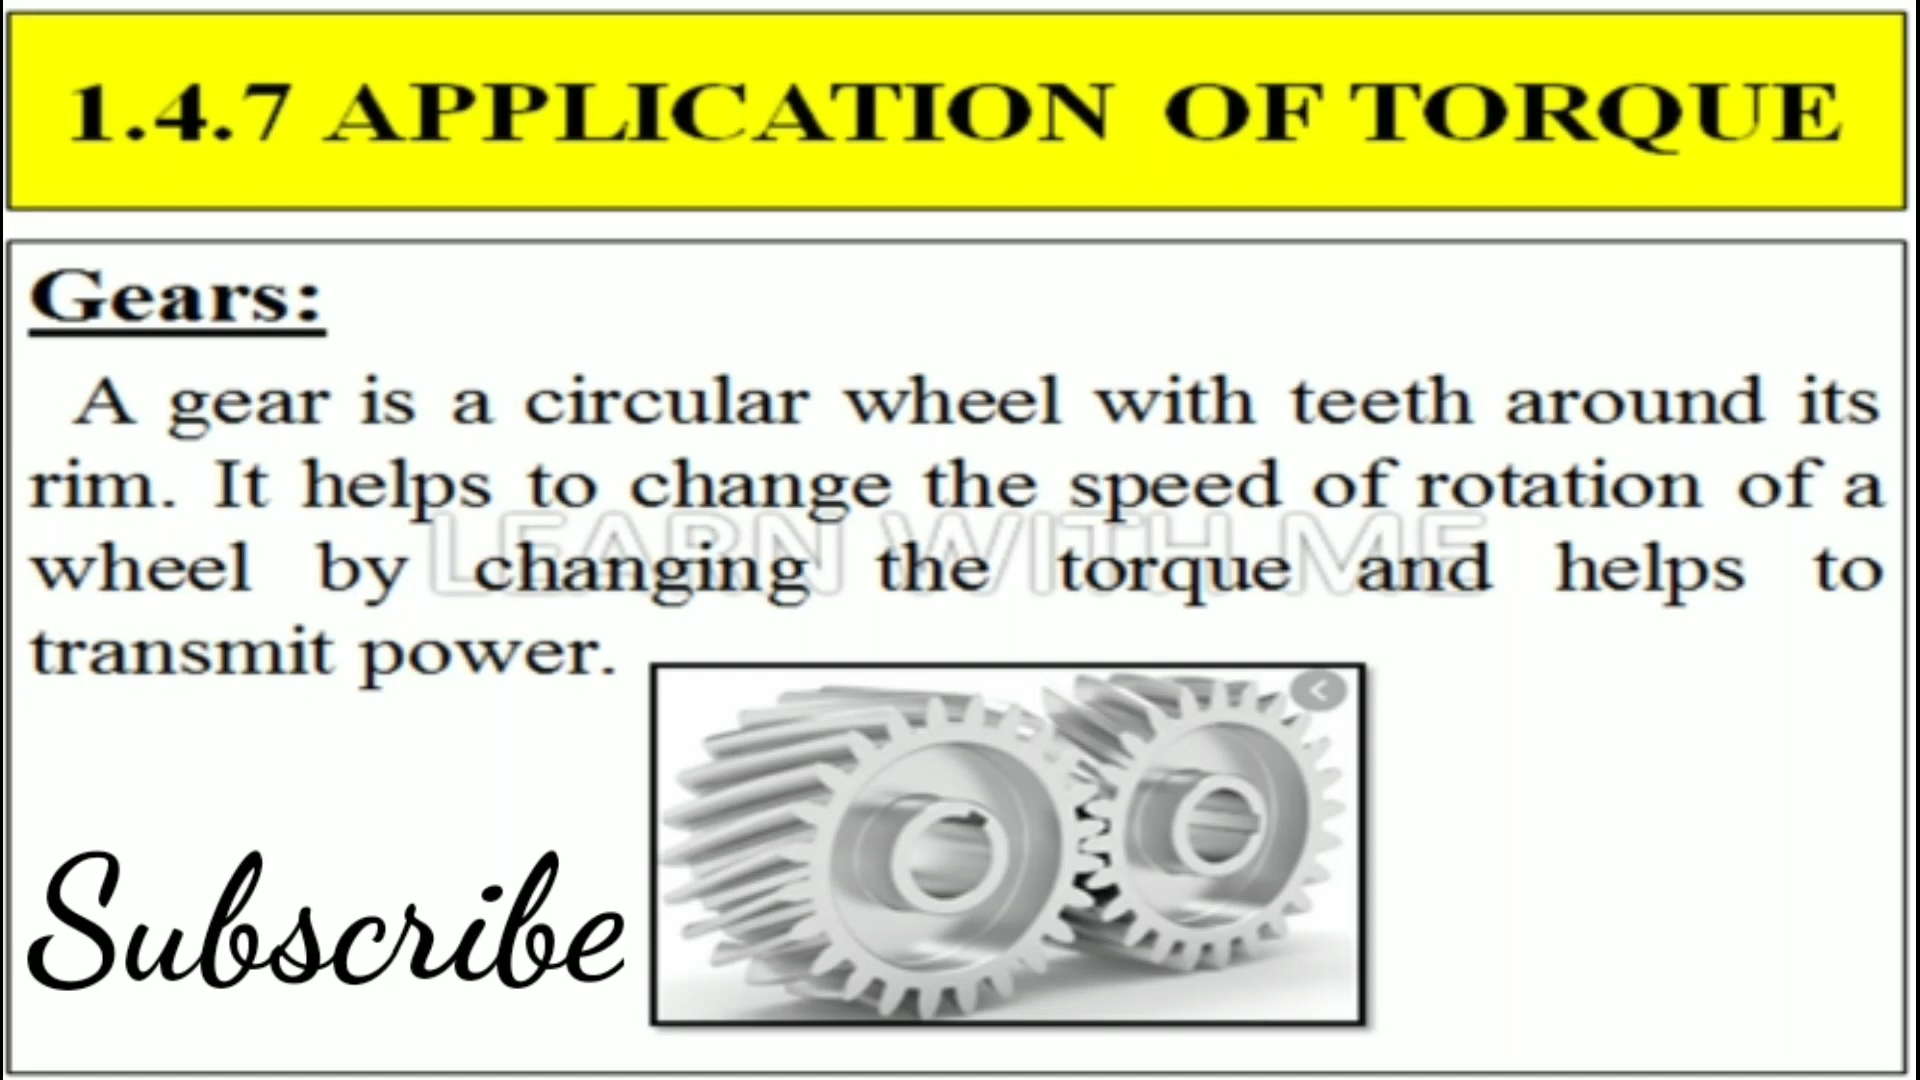 1.4.7 APPLICATION OF TORQUE
Gears:
A gear is a circular wheel with teeth around its
rim. It helps to change the speed of rotation of a
LEARN WITH ME
wheel by changing the torque and helps to
transmit power.
Subscribe